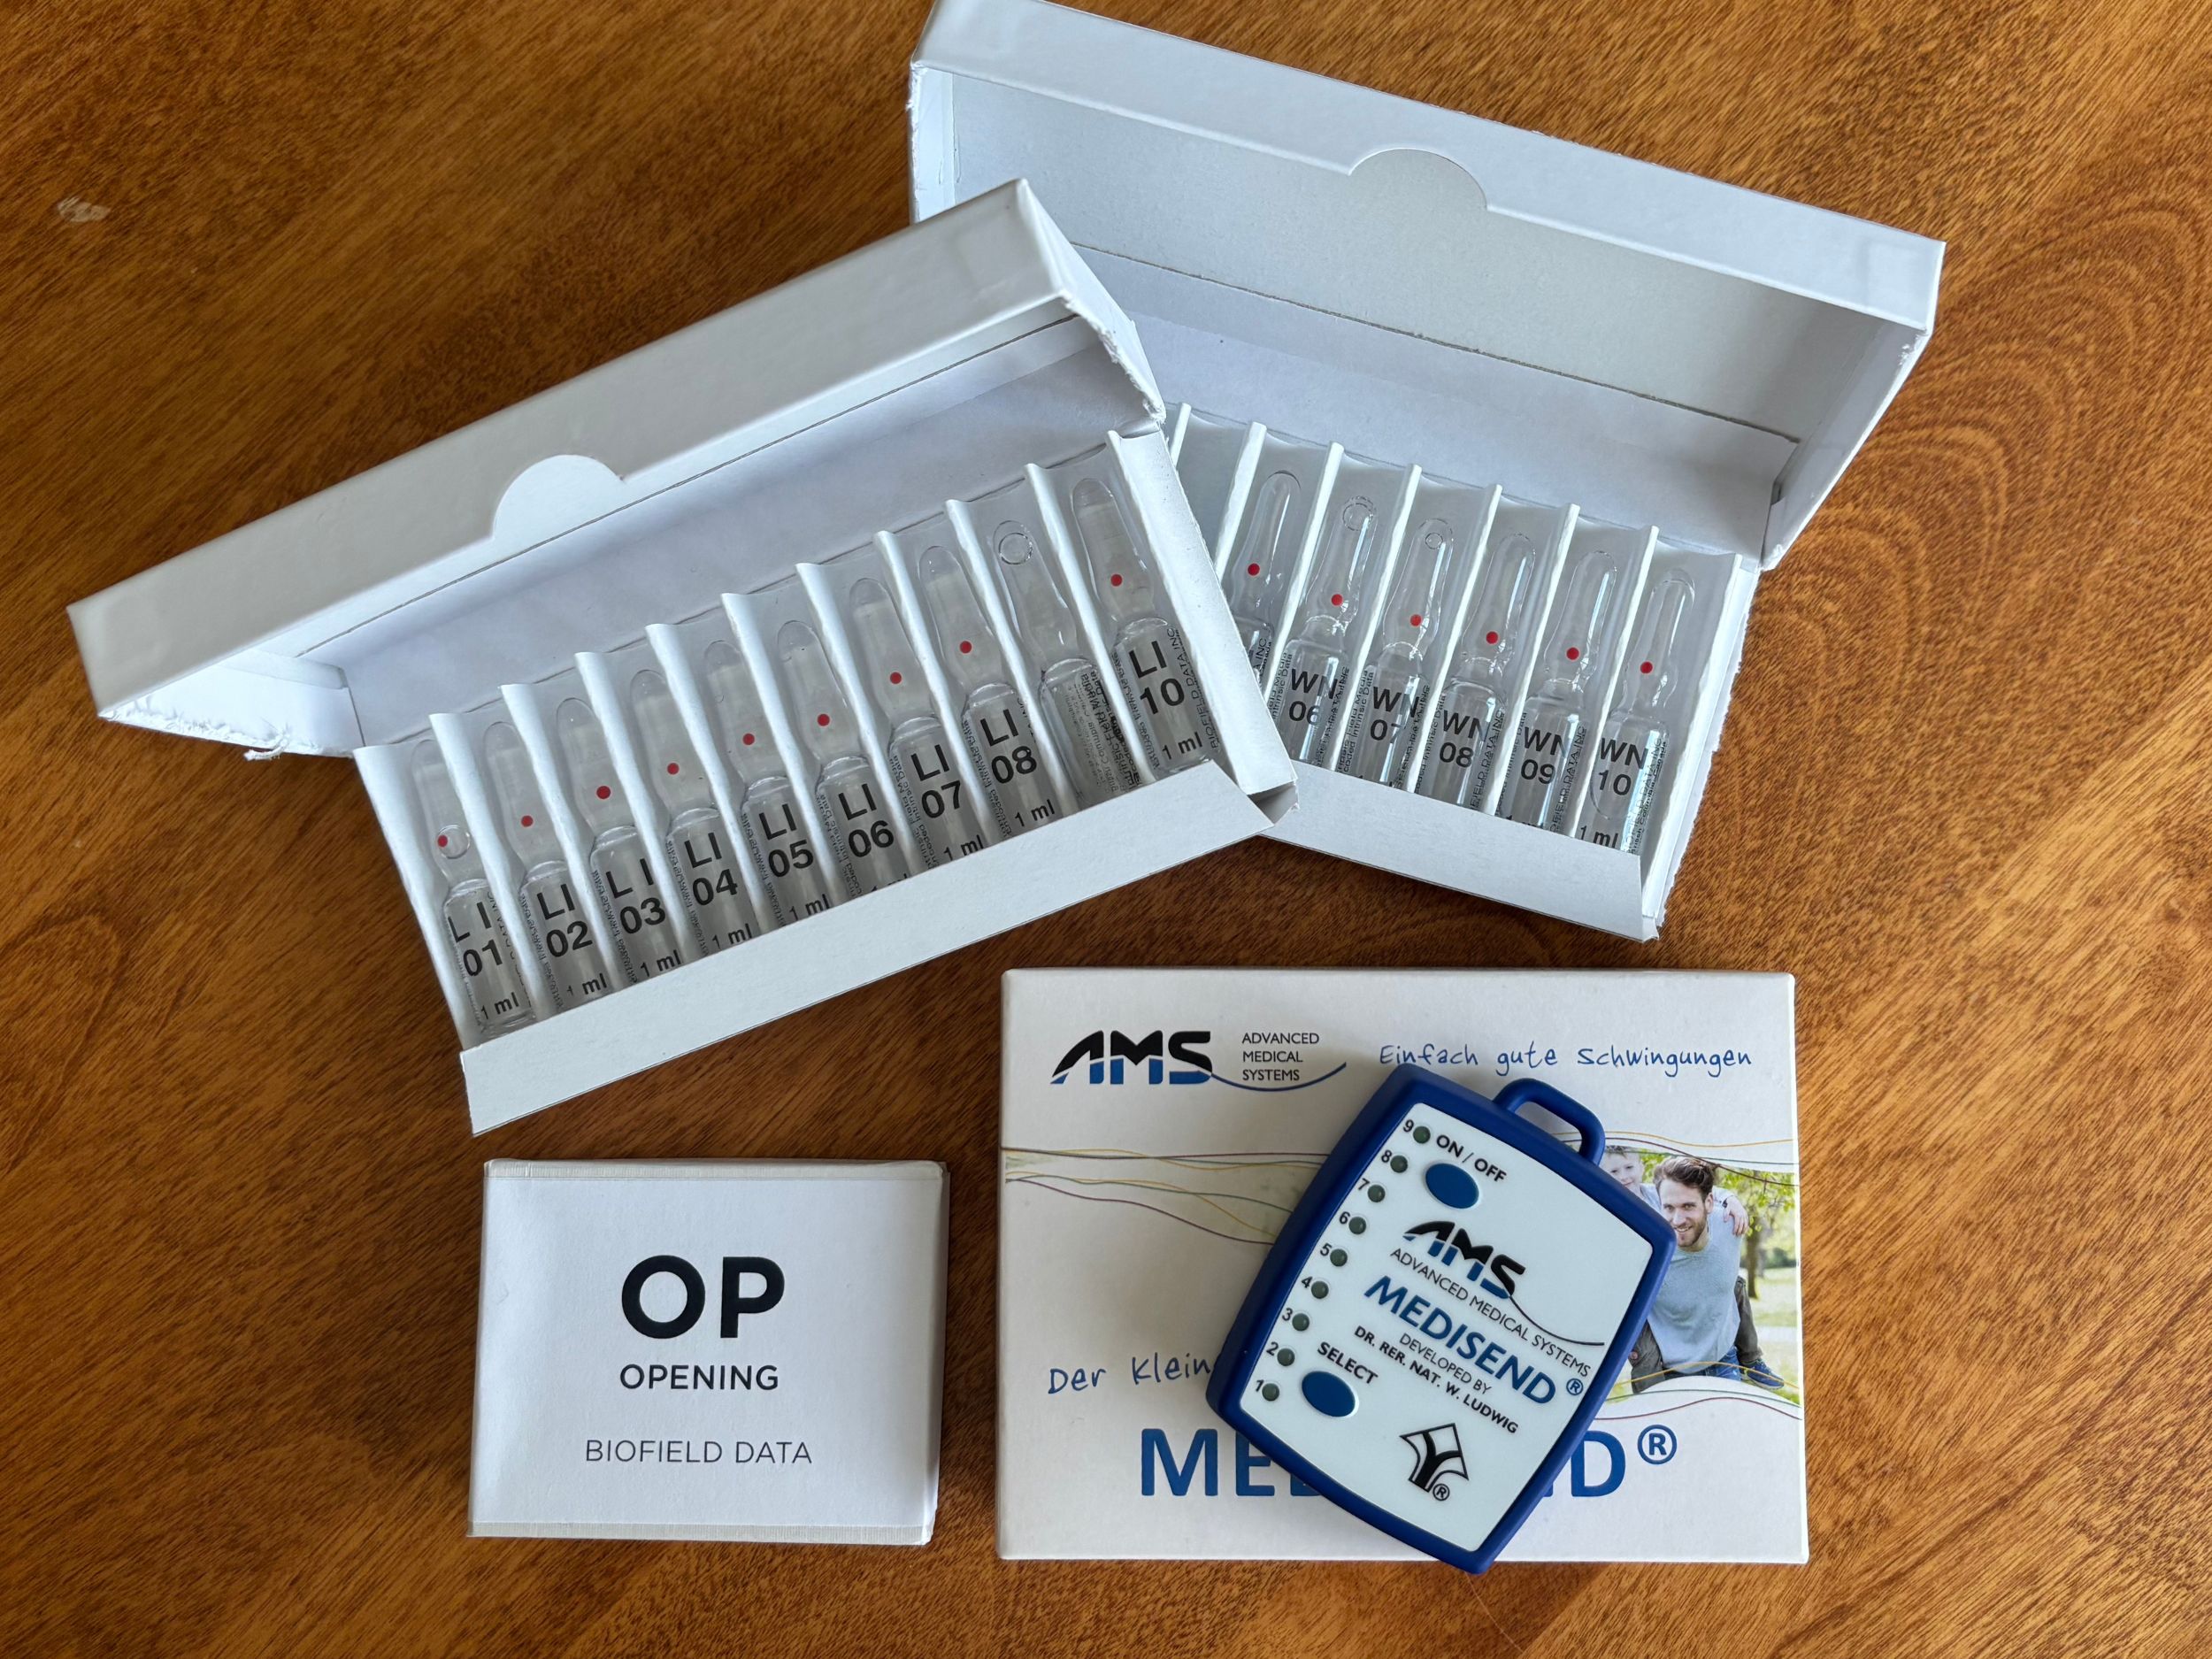 LI
01
1 ml
LI
02
1 ml
LI
03
1 ml
LI
04
1 ml
LI
05
1 ml
LI
06
LI
07
1 ml
LI
08
1 ml
LI
10
1 ml
BIOFIELD DATA INC
WN
06
WN
07
WN
08
WN
09
WN
10
1 ml
OP
OPENING
BIOFIELD DATA
AMS
ADVANCED
MEDICAL
SYSTEMS
Einfach gute Schwingungen
Der Klein
ME D®
9 ON / OFF
8
7
6
5
4
3
2 SELECT
1
AMS
ADVANCED MEDICAL SYSTEMS
MEDISEND®
DEVELOPED BY
DR. RER. NAT. W. LUDWIG
®